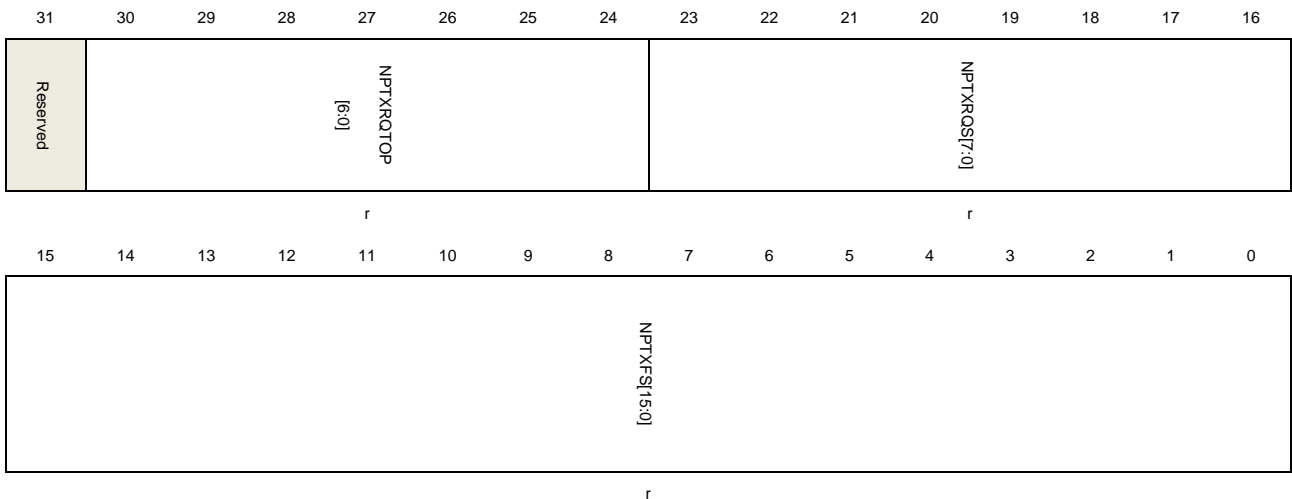 31 30 29 28 27 26 25 24 23 22 21 20 19 18 17 16
Reserved
NPTXRQTOP
[6:0]
NPTXRQS[7:0]
r r
15 14 13 12 11 10 9 8 7 6 5 4 3 2 1 0
NPTXFS[15:0]
r